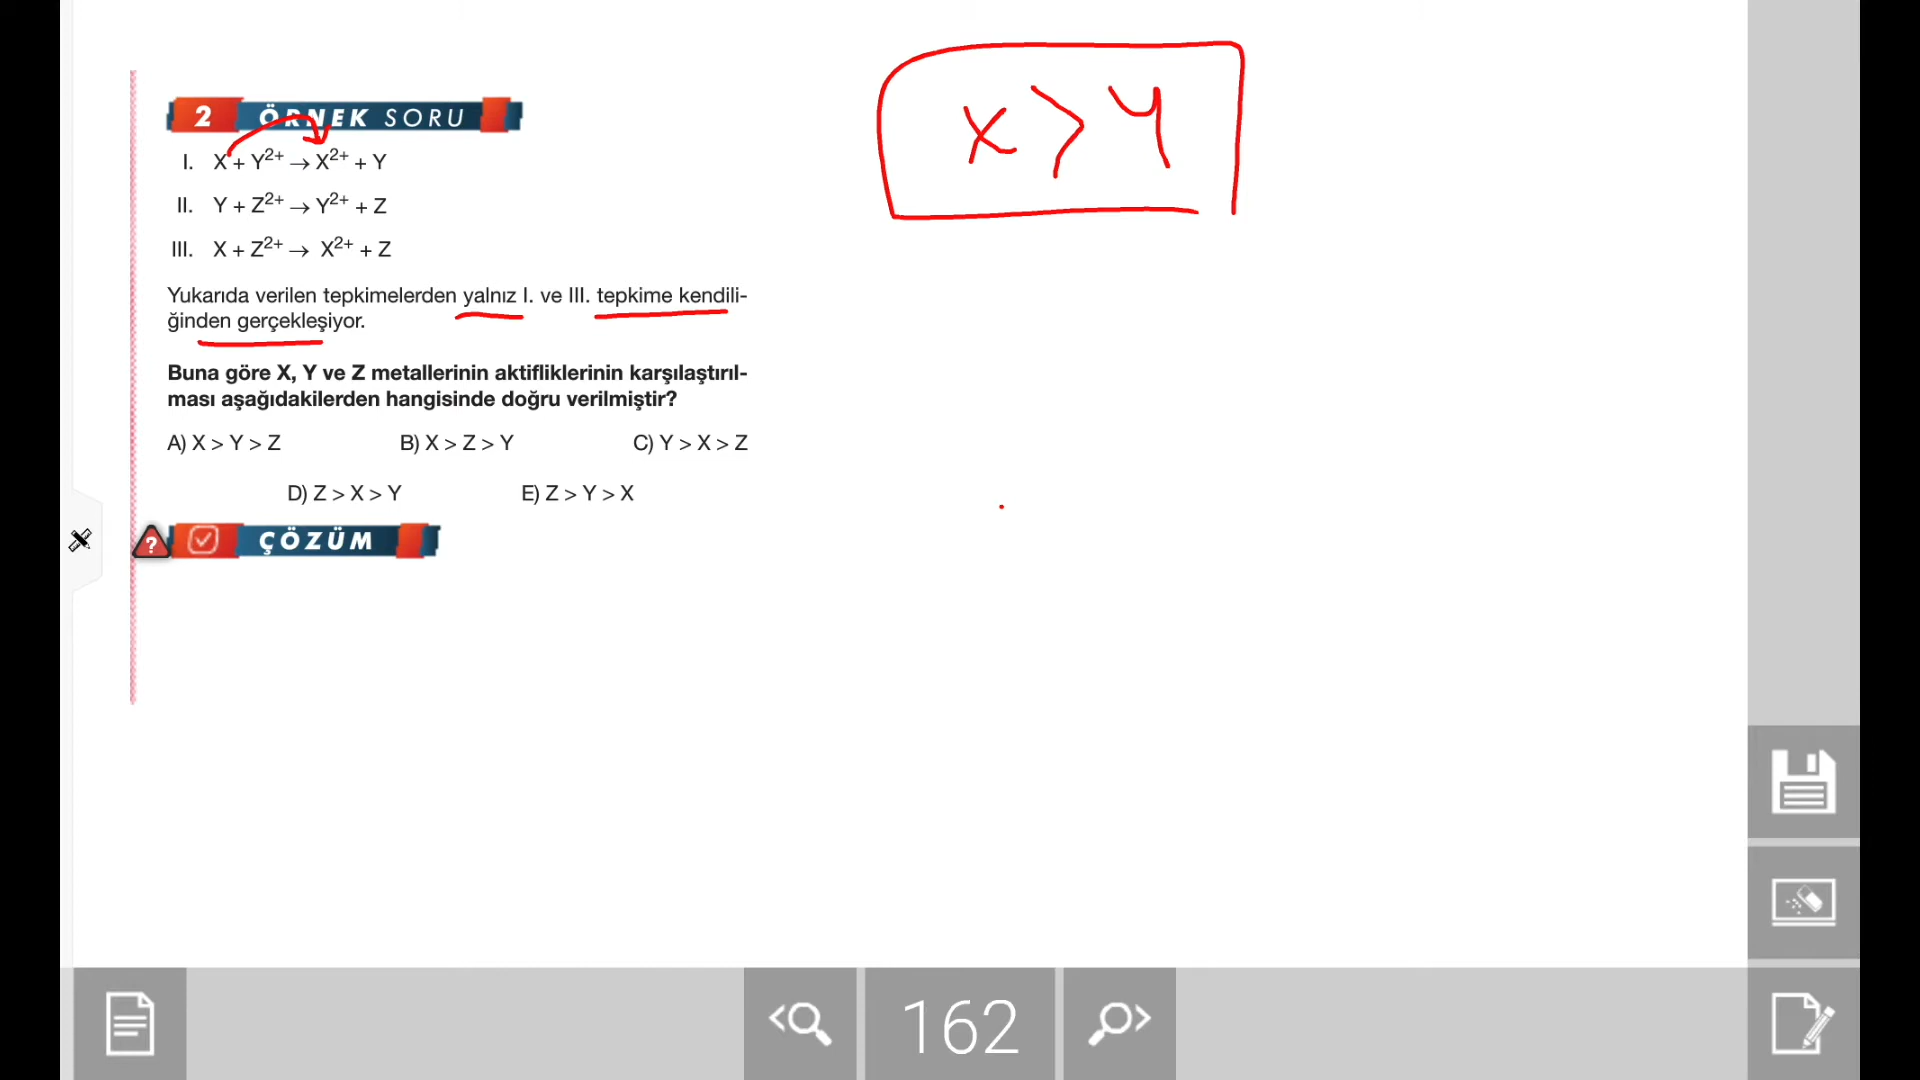 2 ÖRNEK SORU
I. X + Y²⁺ → X²⁺ + Y
II. Y + Z²⁺ → Y²⁺ + Z
III. X + Z²⁺ → X²⁺ + Z
Yukarıda verilen tepkimelerden yalnız I. ve III. tepkime kendili-
ğinden gerçekleşiyor.
Buna göre X, Y ve Z metallerinin aktifliklerinin karşılaştırıl-
ması aşağıdakilerden hangisinde doğru verilmiştir?
A) X > Y > Z B) X > Z > Y C) Y > X > Z
D) Z > X > Y E) Z > Y > X
? ÇÖZÜM
X > Y
162